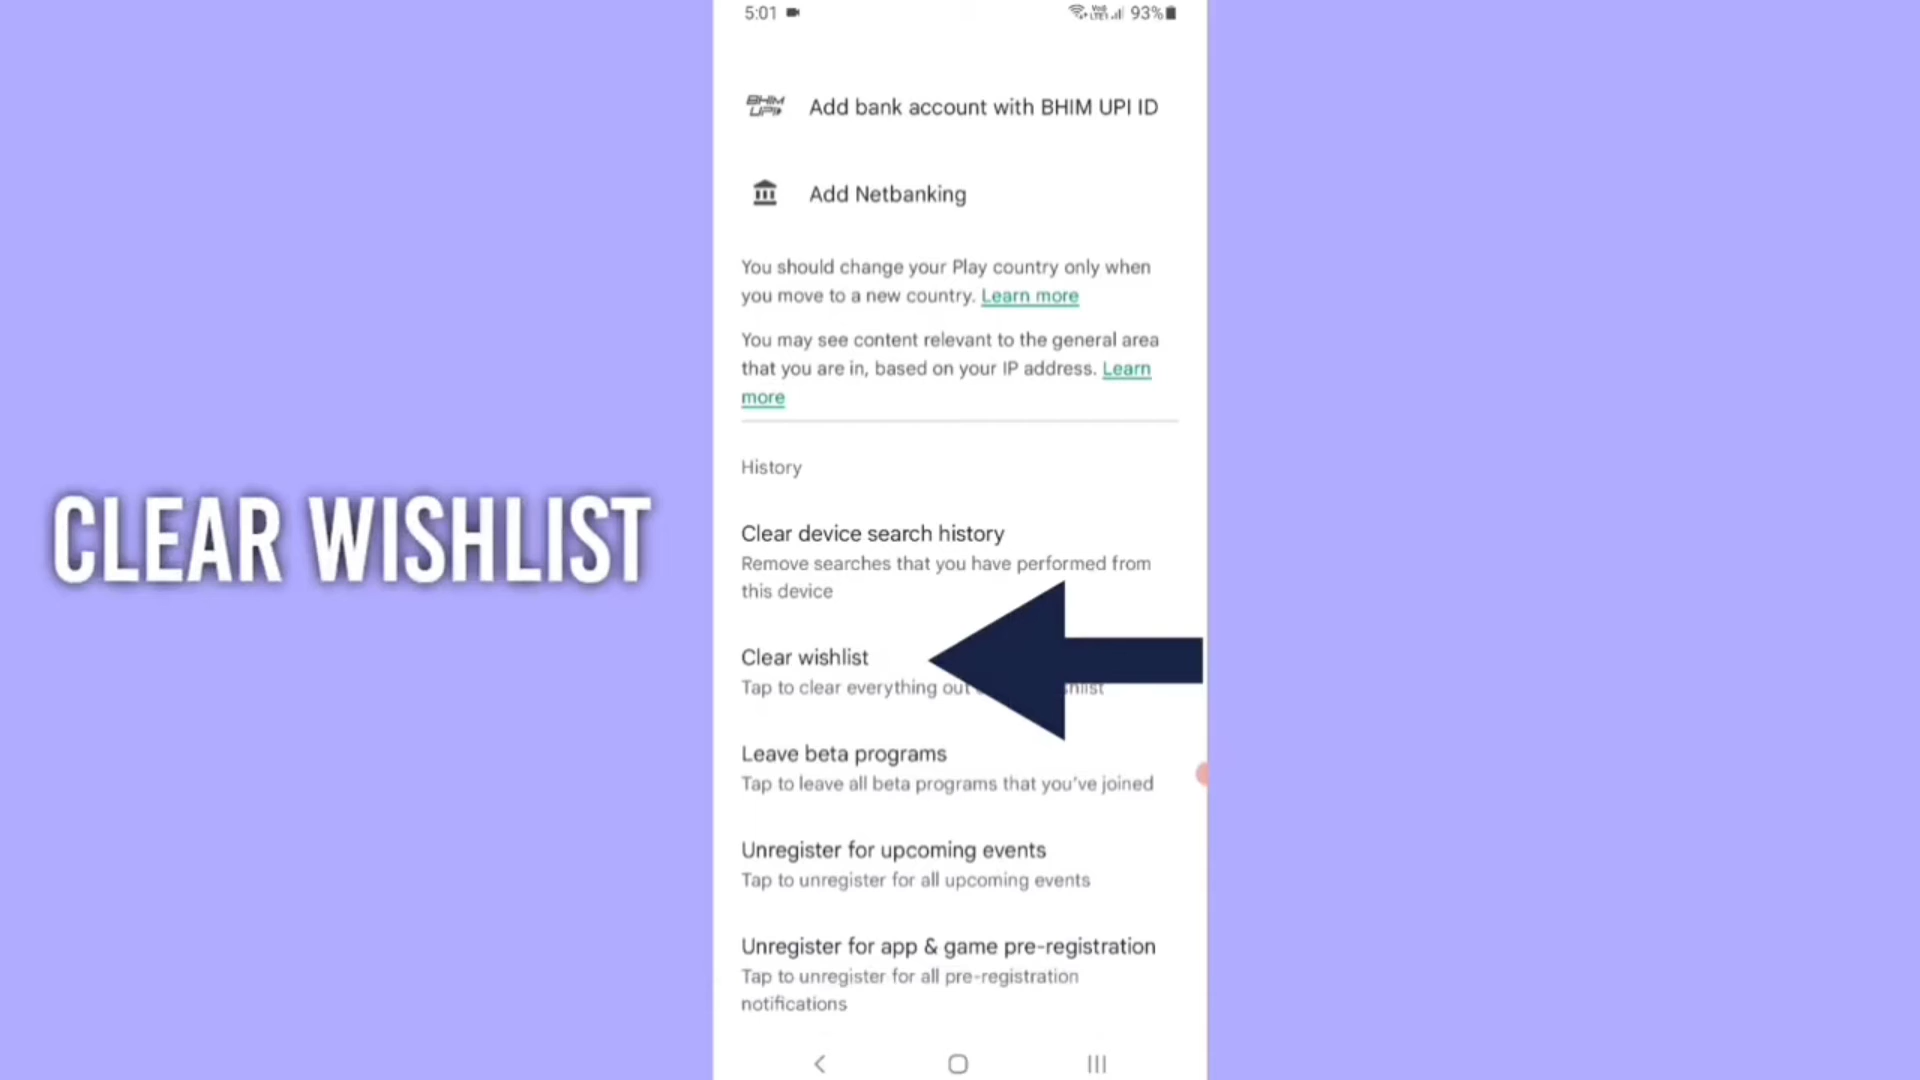 5:01
Vo)) LTE1 93%
BHIM UPI
Add bank account with BHIM UPI ID
Add Netbanking
You should change your Play country only when
you move to a new country. Learn more
You may see content relevant to the general area
that you are in, based on your IP address. Learn
more
History
CLEAR WISHLIST
Clear device search history
Remove searches that you have performed from
this device
Clear wishlist
Tap to clear everything out
Leave beta programs
Tap to leave all beta programs that you've joined
Unregister for upcoming events
Tap to unregister for all upcoming events
Unregister for app & game pre-registration
Tap to unregister for all pre-registration
notifications